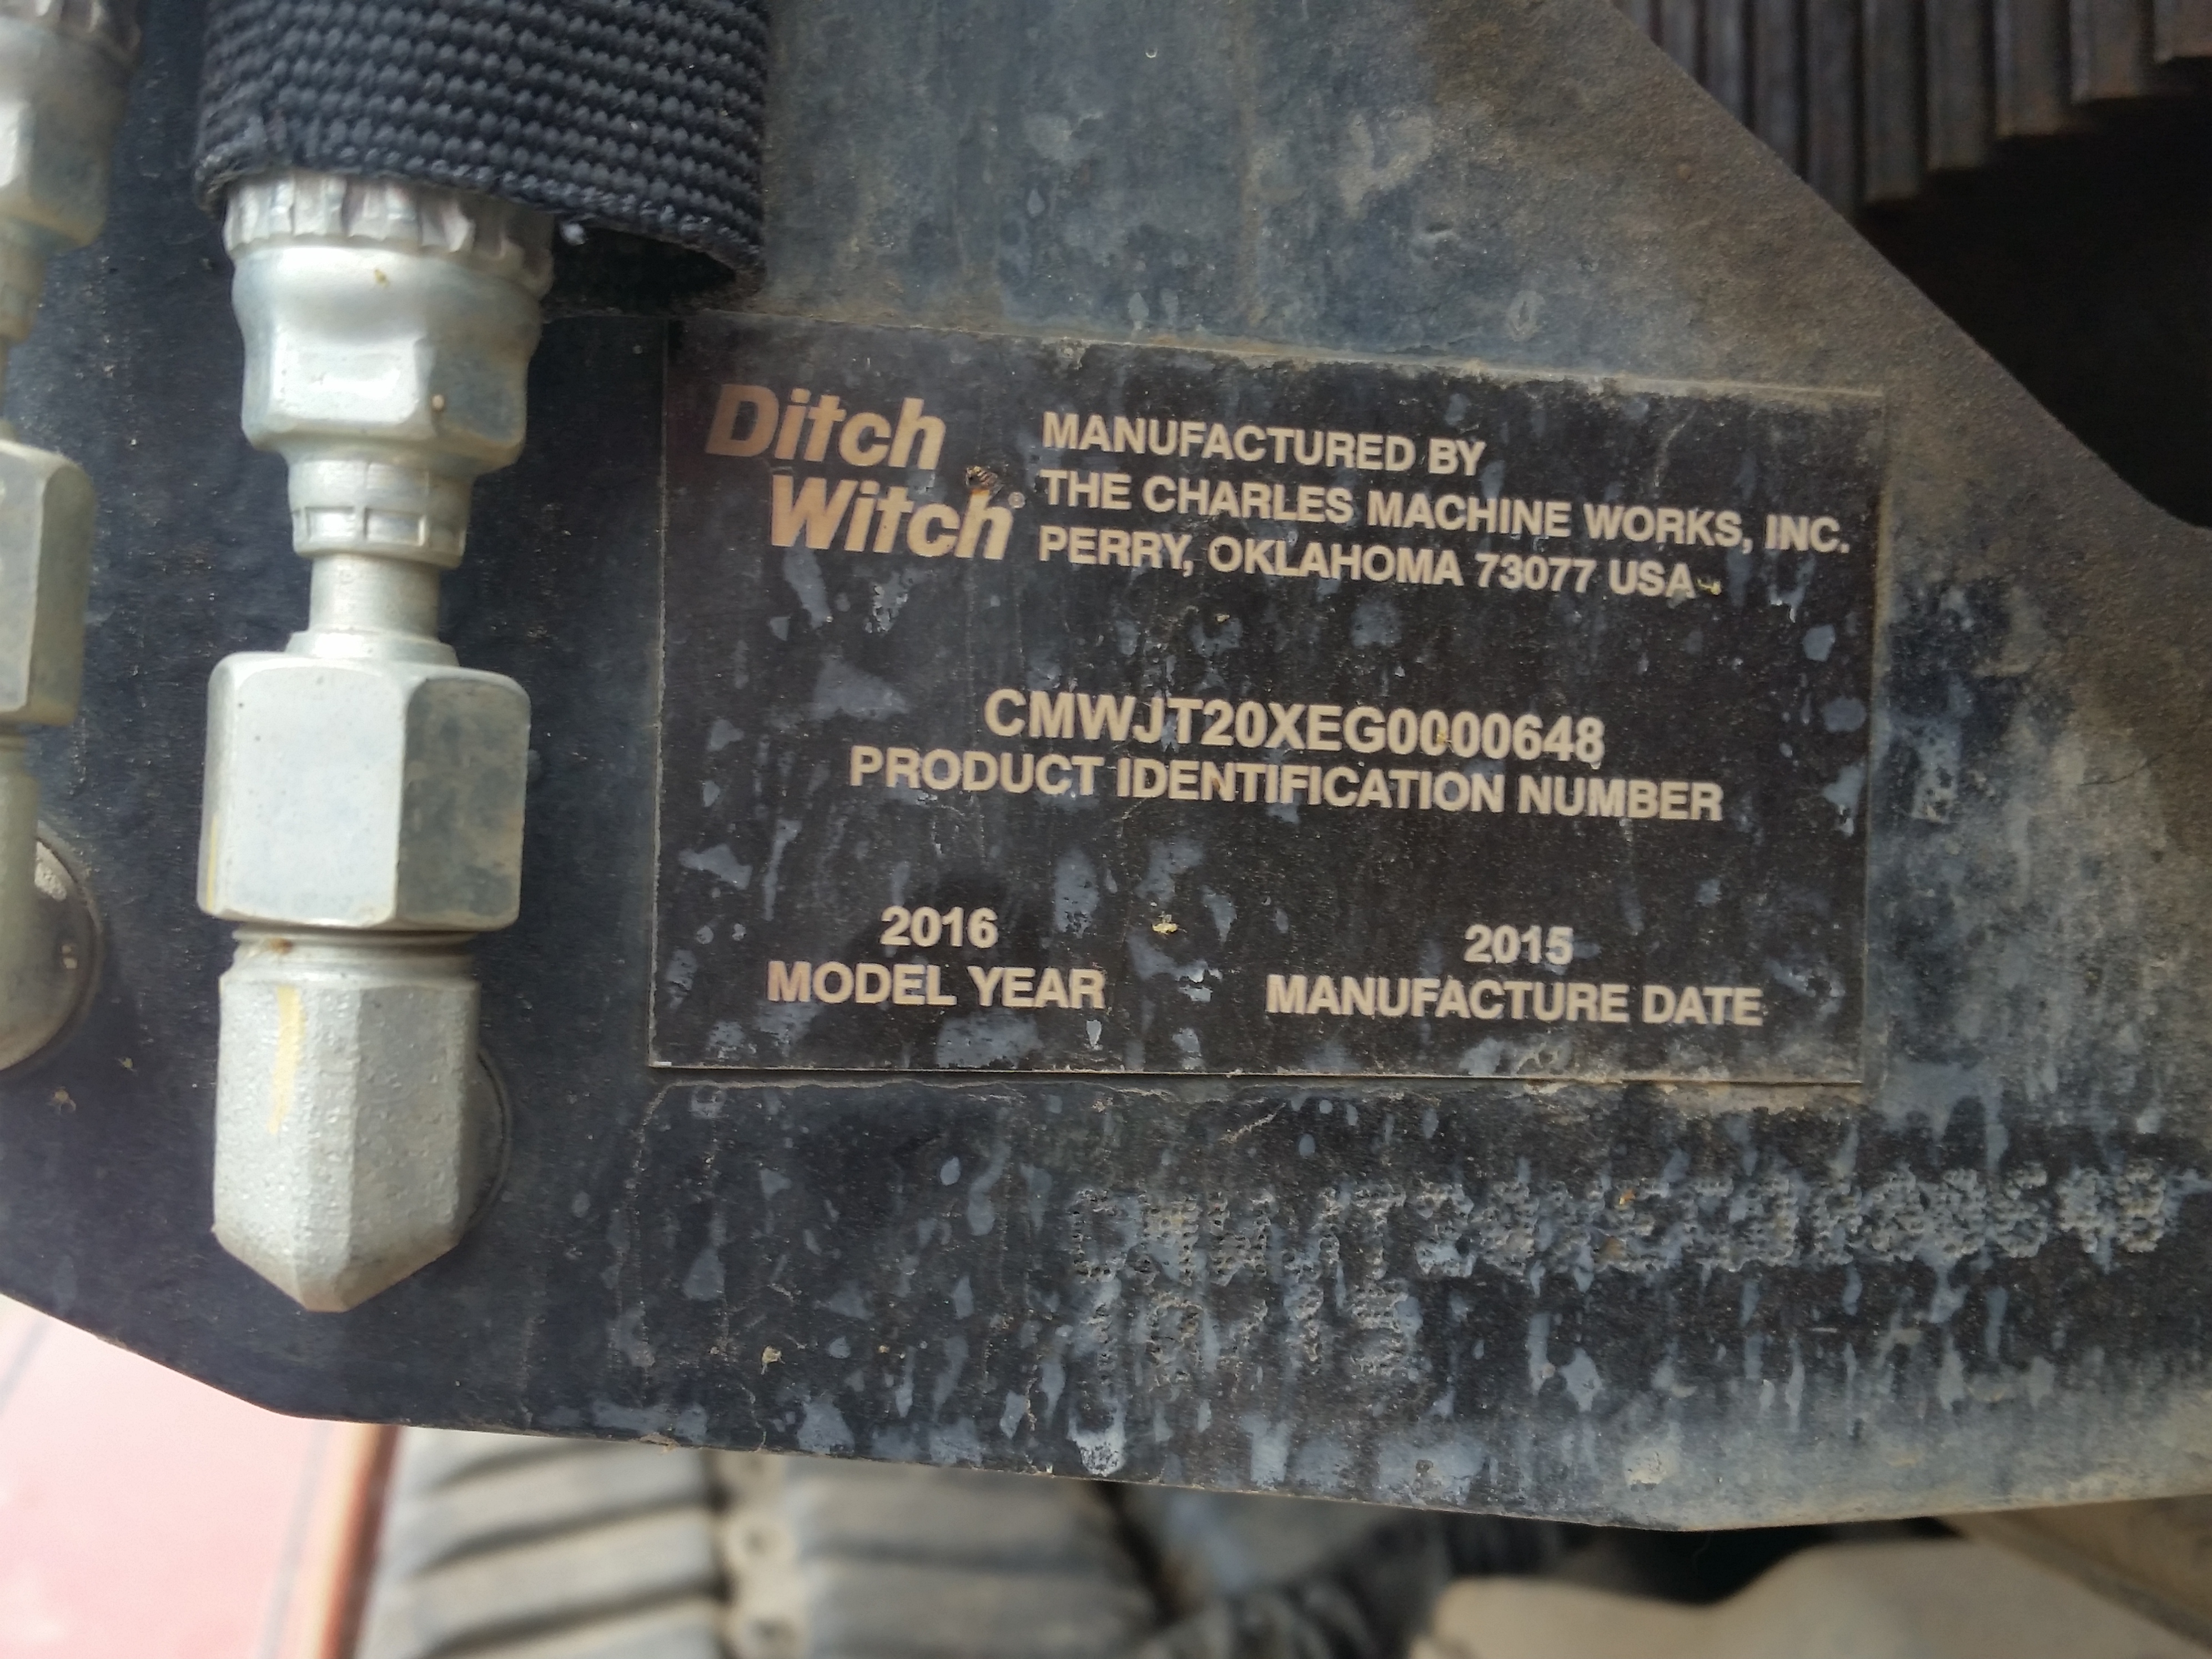 Ditch
Witch®
MANUFACTURED BY
THE CHARLES MACHINE WORKS, INC.
PERRY, OKLAHOMA 73077 USA
CMWJT20XEG0000648
PRODUCT IDENTIFICATION NUMBER
2016
MODEL YEAR
2015
MANUFACTURE DATE